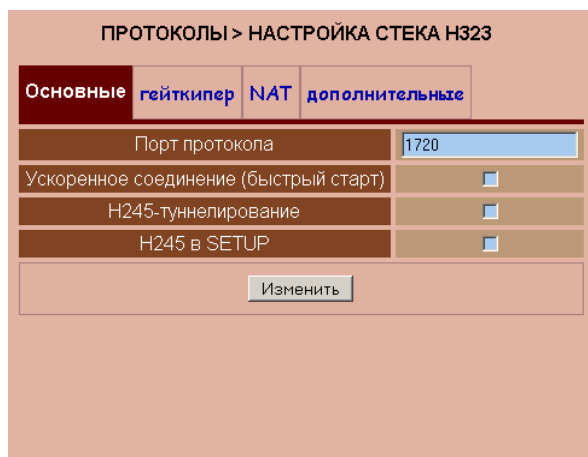 ПРОТОКОЛЫ > НАСТРОЙКА СТЕКА H323
Основные гейткипер NAT дополнительные
Порт протокола 1720
Ускоренное соединение (быстрый старт)
H245-туннелирование
H245 в SETUP
Изменить